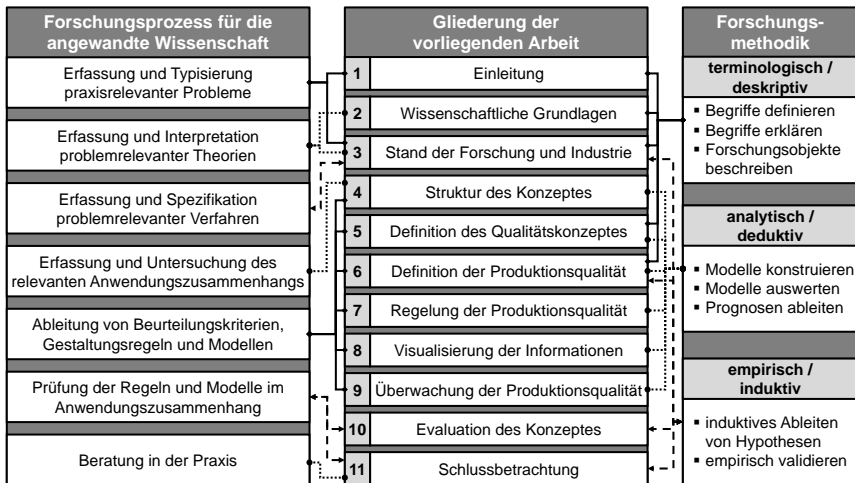 Forschungsprozess für die
angewandte Wissenschaft
Erfassung und Typisierung
praxisrelevanter Probleme
Erfassung und Interpretation
problemrelevanter Theorien
Erfassung und Spezifikation
problemrelevanter Verfahren
Erfassung und Untersuchung des
relevanten Anwendungszusammenhangs
Ableitung von Beurteilungskriterien,
Gestaltungsregeln und Modellen
Prüfung der Regeln und Modelle im
Anwendungszusammenhang
Beratung in der Praxis
Gliederung der
vorliegenden Arbeit
1 Einleitung
2 Wissenschaftliche Grundlagen
3 Stand der Forschung und Industrie
4 Struktur des Konzeptes
5 Definition des Qualitätskonzeptes
6 Definition der Produktionsqualität
7 Regelung der Produktionsqualität
8 Visualisierung der Informationen
9 Überwachung der Produktionsqualität
10 Evaluation des Konzeptes
11 Schlussbetrachtung
Forschungs-
methodik
terminologisch /
deskriptiv
▪ Begriffe definieren
▪ Begriffe erklären
▪ Forschungsobjekte
beschreiben
analytisch /
deduktiv
▪ Modelle konstruieren
▪ Modelle auswerten
▪ Prognosen ableiten
empirisch /
induktiv
▪ induktives Ableiten
von Hypothesen
▪ empirisch validieren